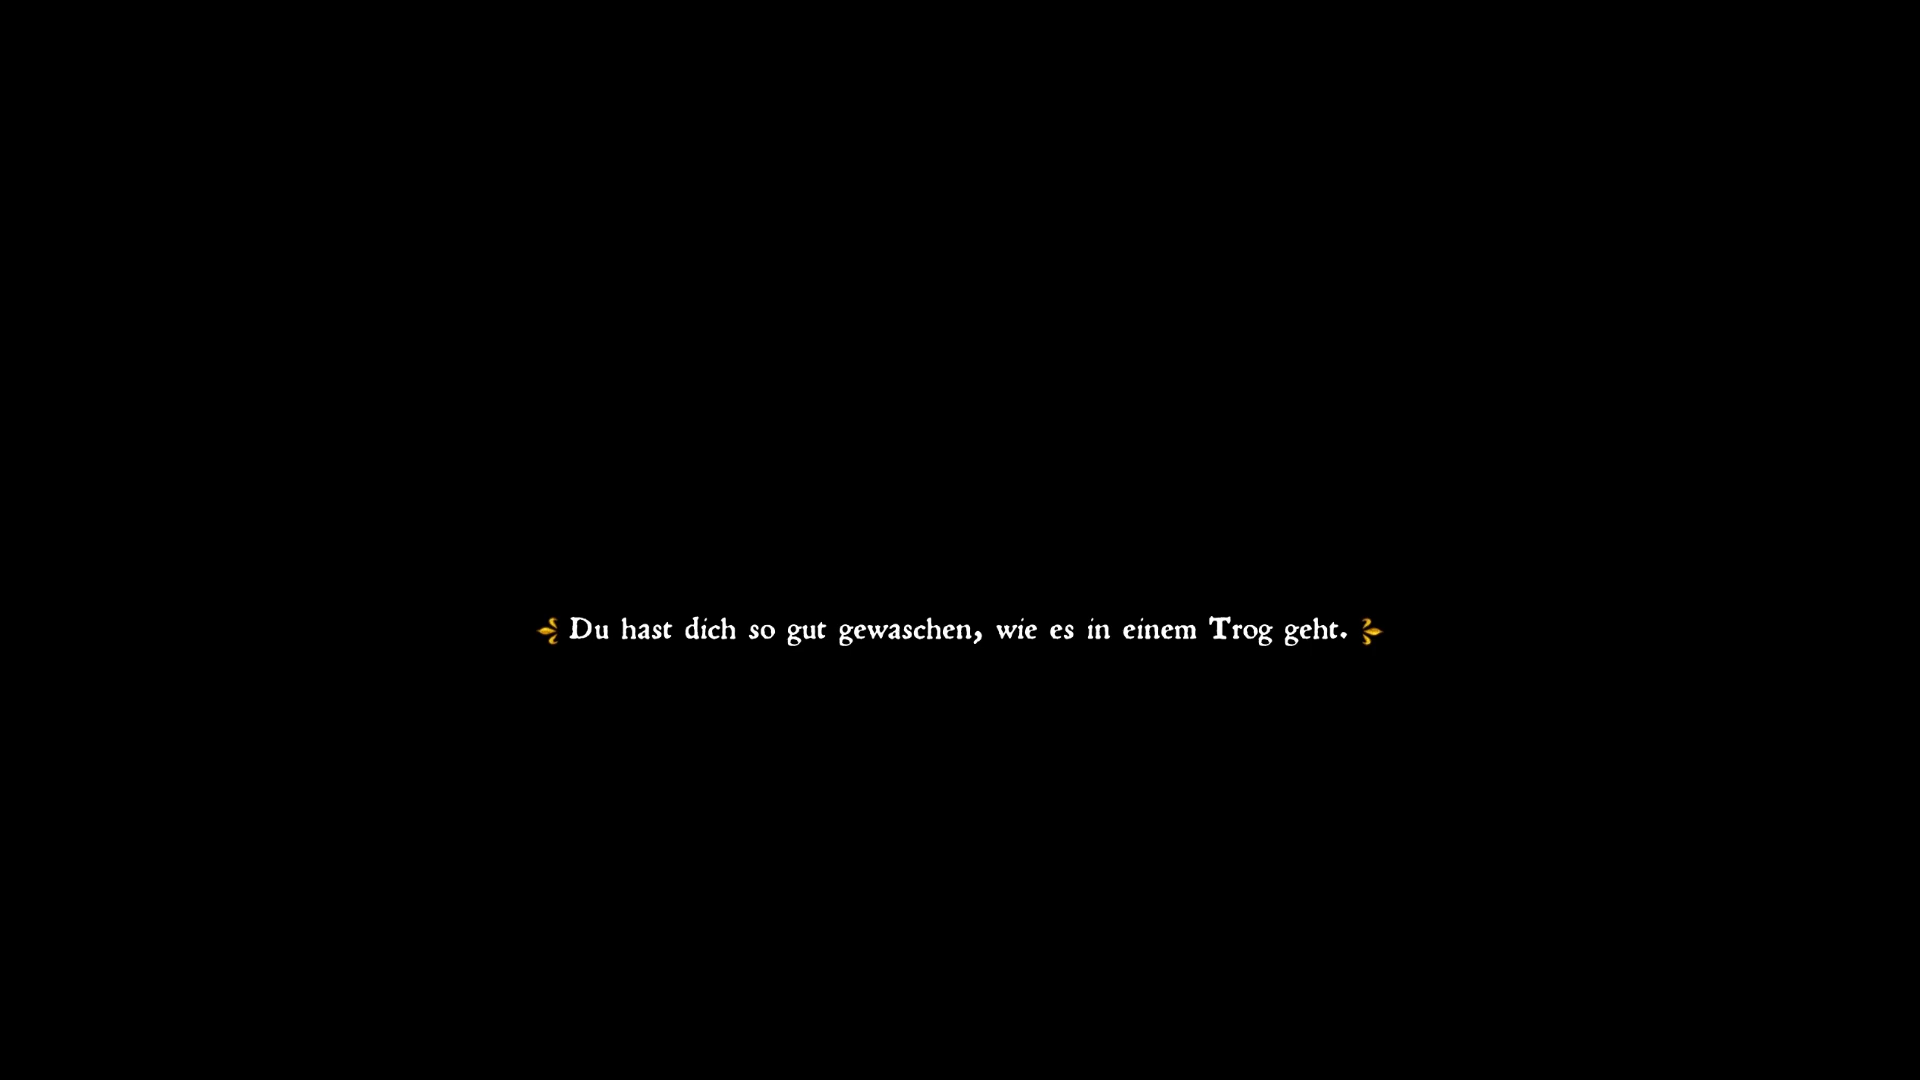 Du hast dich so gut gewaschen, wie es in einem Trog geht.